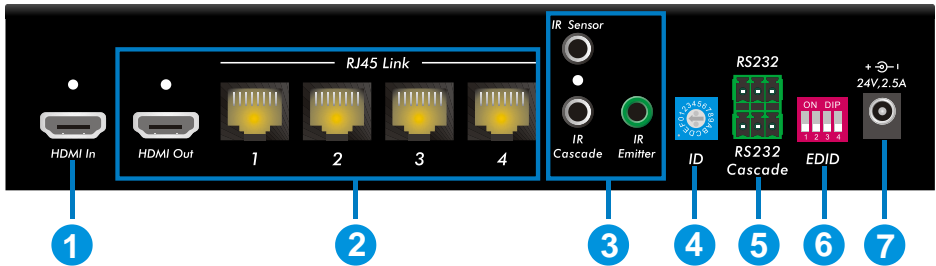 IR Sensor
RJ45 Link
RS232
+ -
24V,2.5A
ON DIP
1 2 3 4
0123456789ABCDEF
HDMI In
HDMI Out
1
2
3
4
IR
Cascade
IR
Emitter
ID
RS232
Cascade
EDID
1
2
3
4
5
6
7